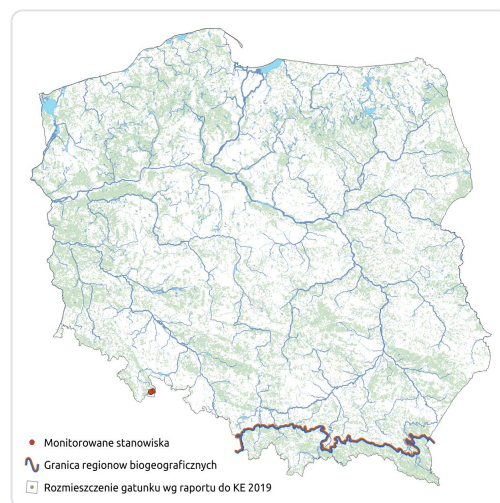 Monitorowane stanowiska
Granica regionow biogeograficznych
Rozmieszczenie gatunku wg raportu do KE 2019